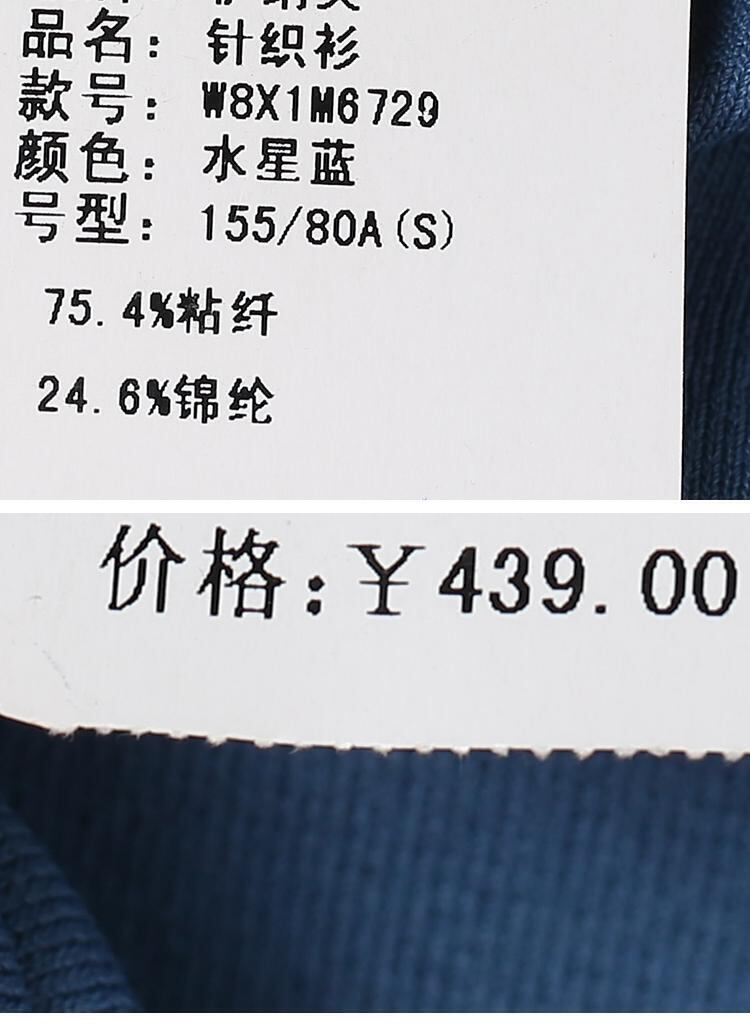 品名: 针织衫
款号: W8X1M6729
颜色: 水星蓝
号型: 155/80A(S)
75.4%粘纤
24.6%锦纶
价格:¥439.00